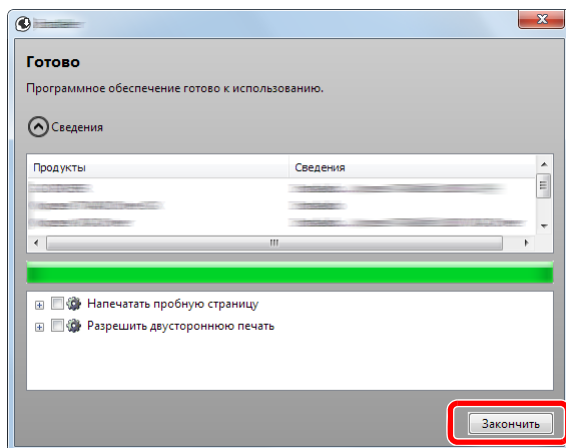 Готово
Программное обеспечение готово к использованию.
Сведения
Продукты Сведения
Напечатать пробную страницу
Разрешить двустороннюю печать
Закончить